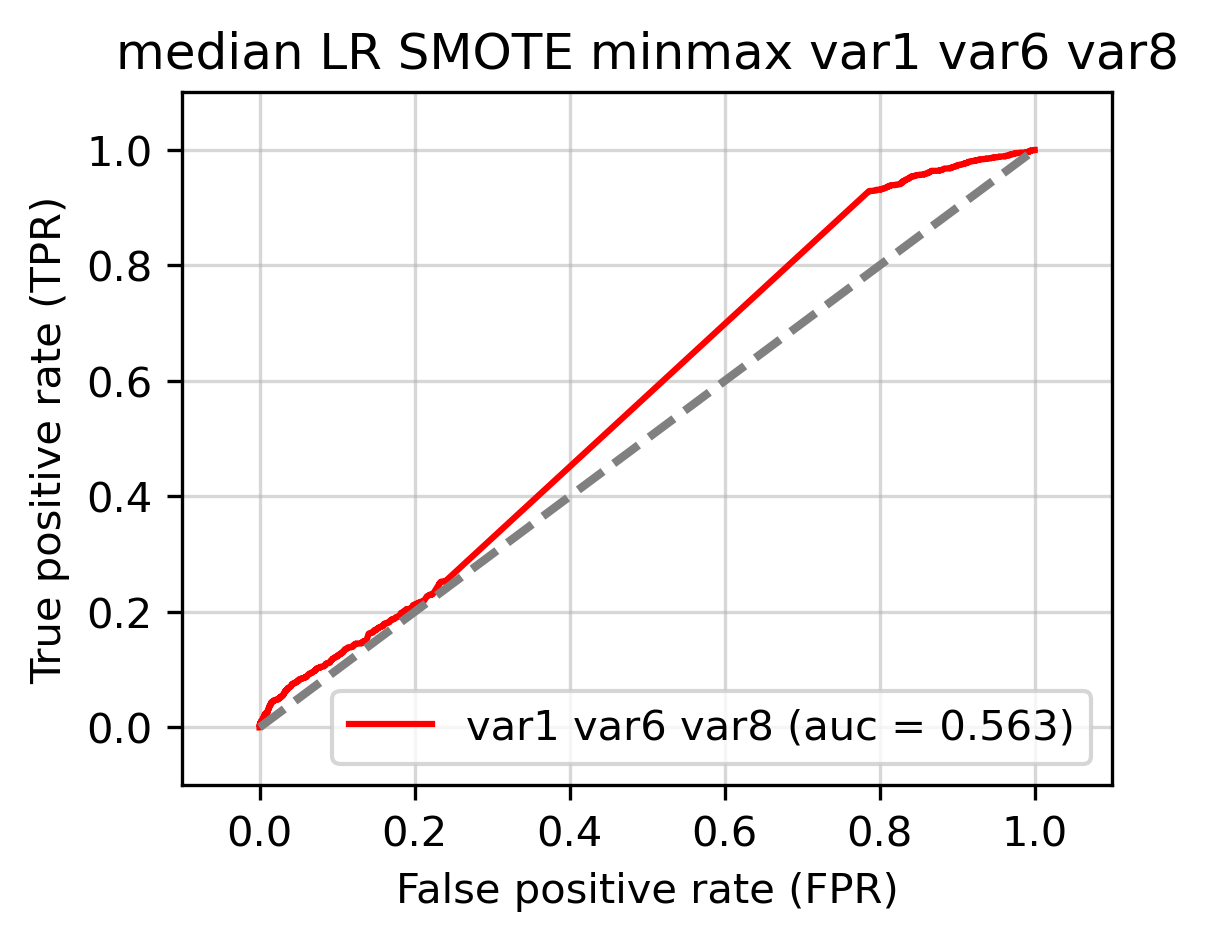 median LR SMOTE minmax var1 var6 var8
True positive rate (TPR)
1.0
0.8
0.6
0.4
0.2
0.0
var1 var6 var8 (auc = 0.563)
0.0 0.2 0.4 0.6 0.8 1.0
False positive rate (FPR)